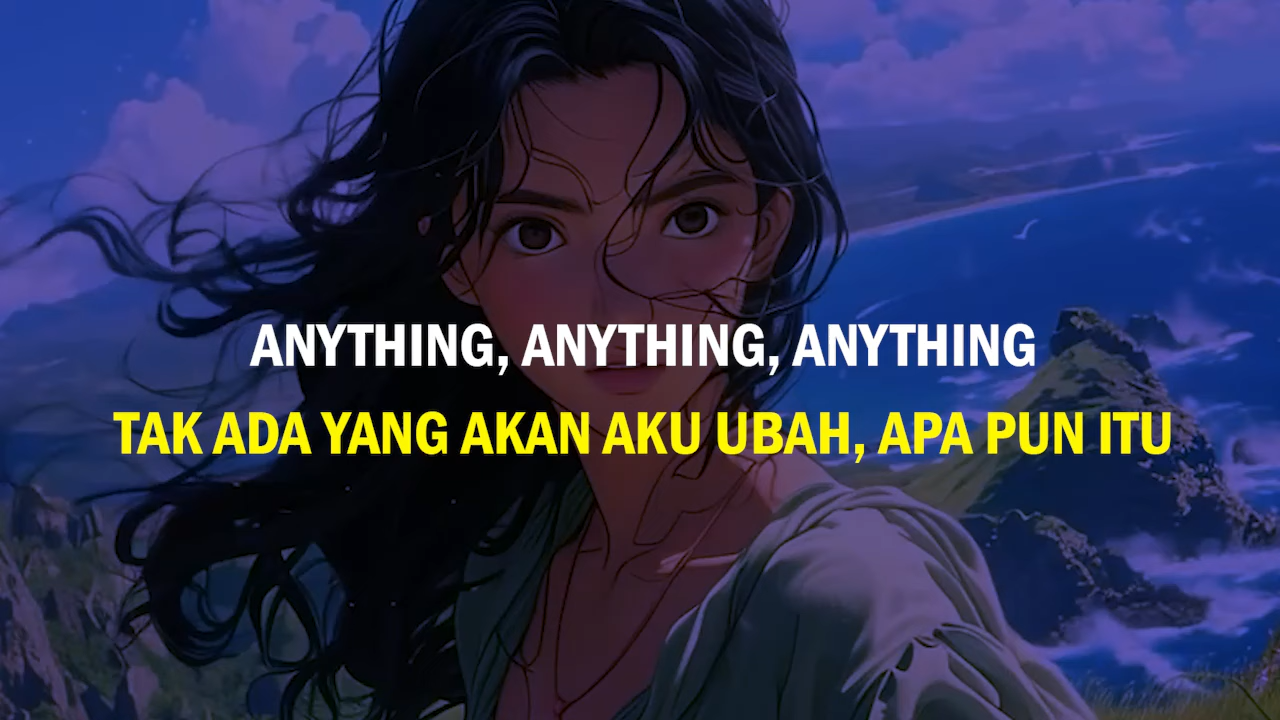 ANYTHING, ANYTHING, ANYTHING
TAK ADA YANG AKAN AKU UBAH, APA PUN ITU